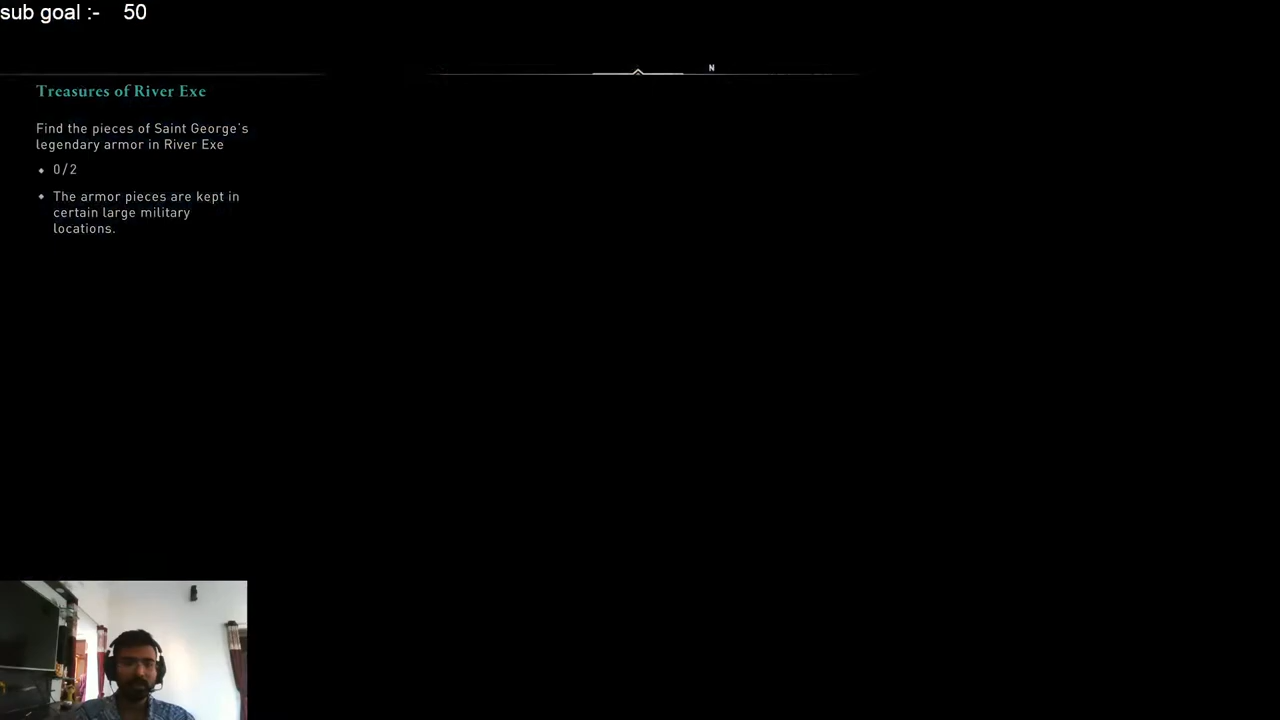 sub goal :- 50
N
Treasures of River Exe
Find the pieces of Saint George's
legendary armor in River Exe
0/2
The armor pieces are kept in
certain large military
locations.